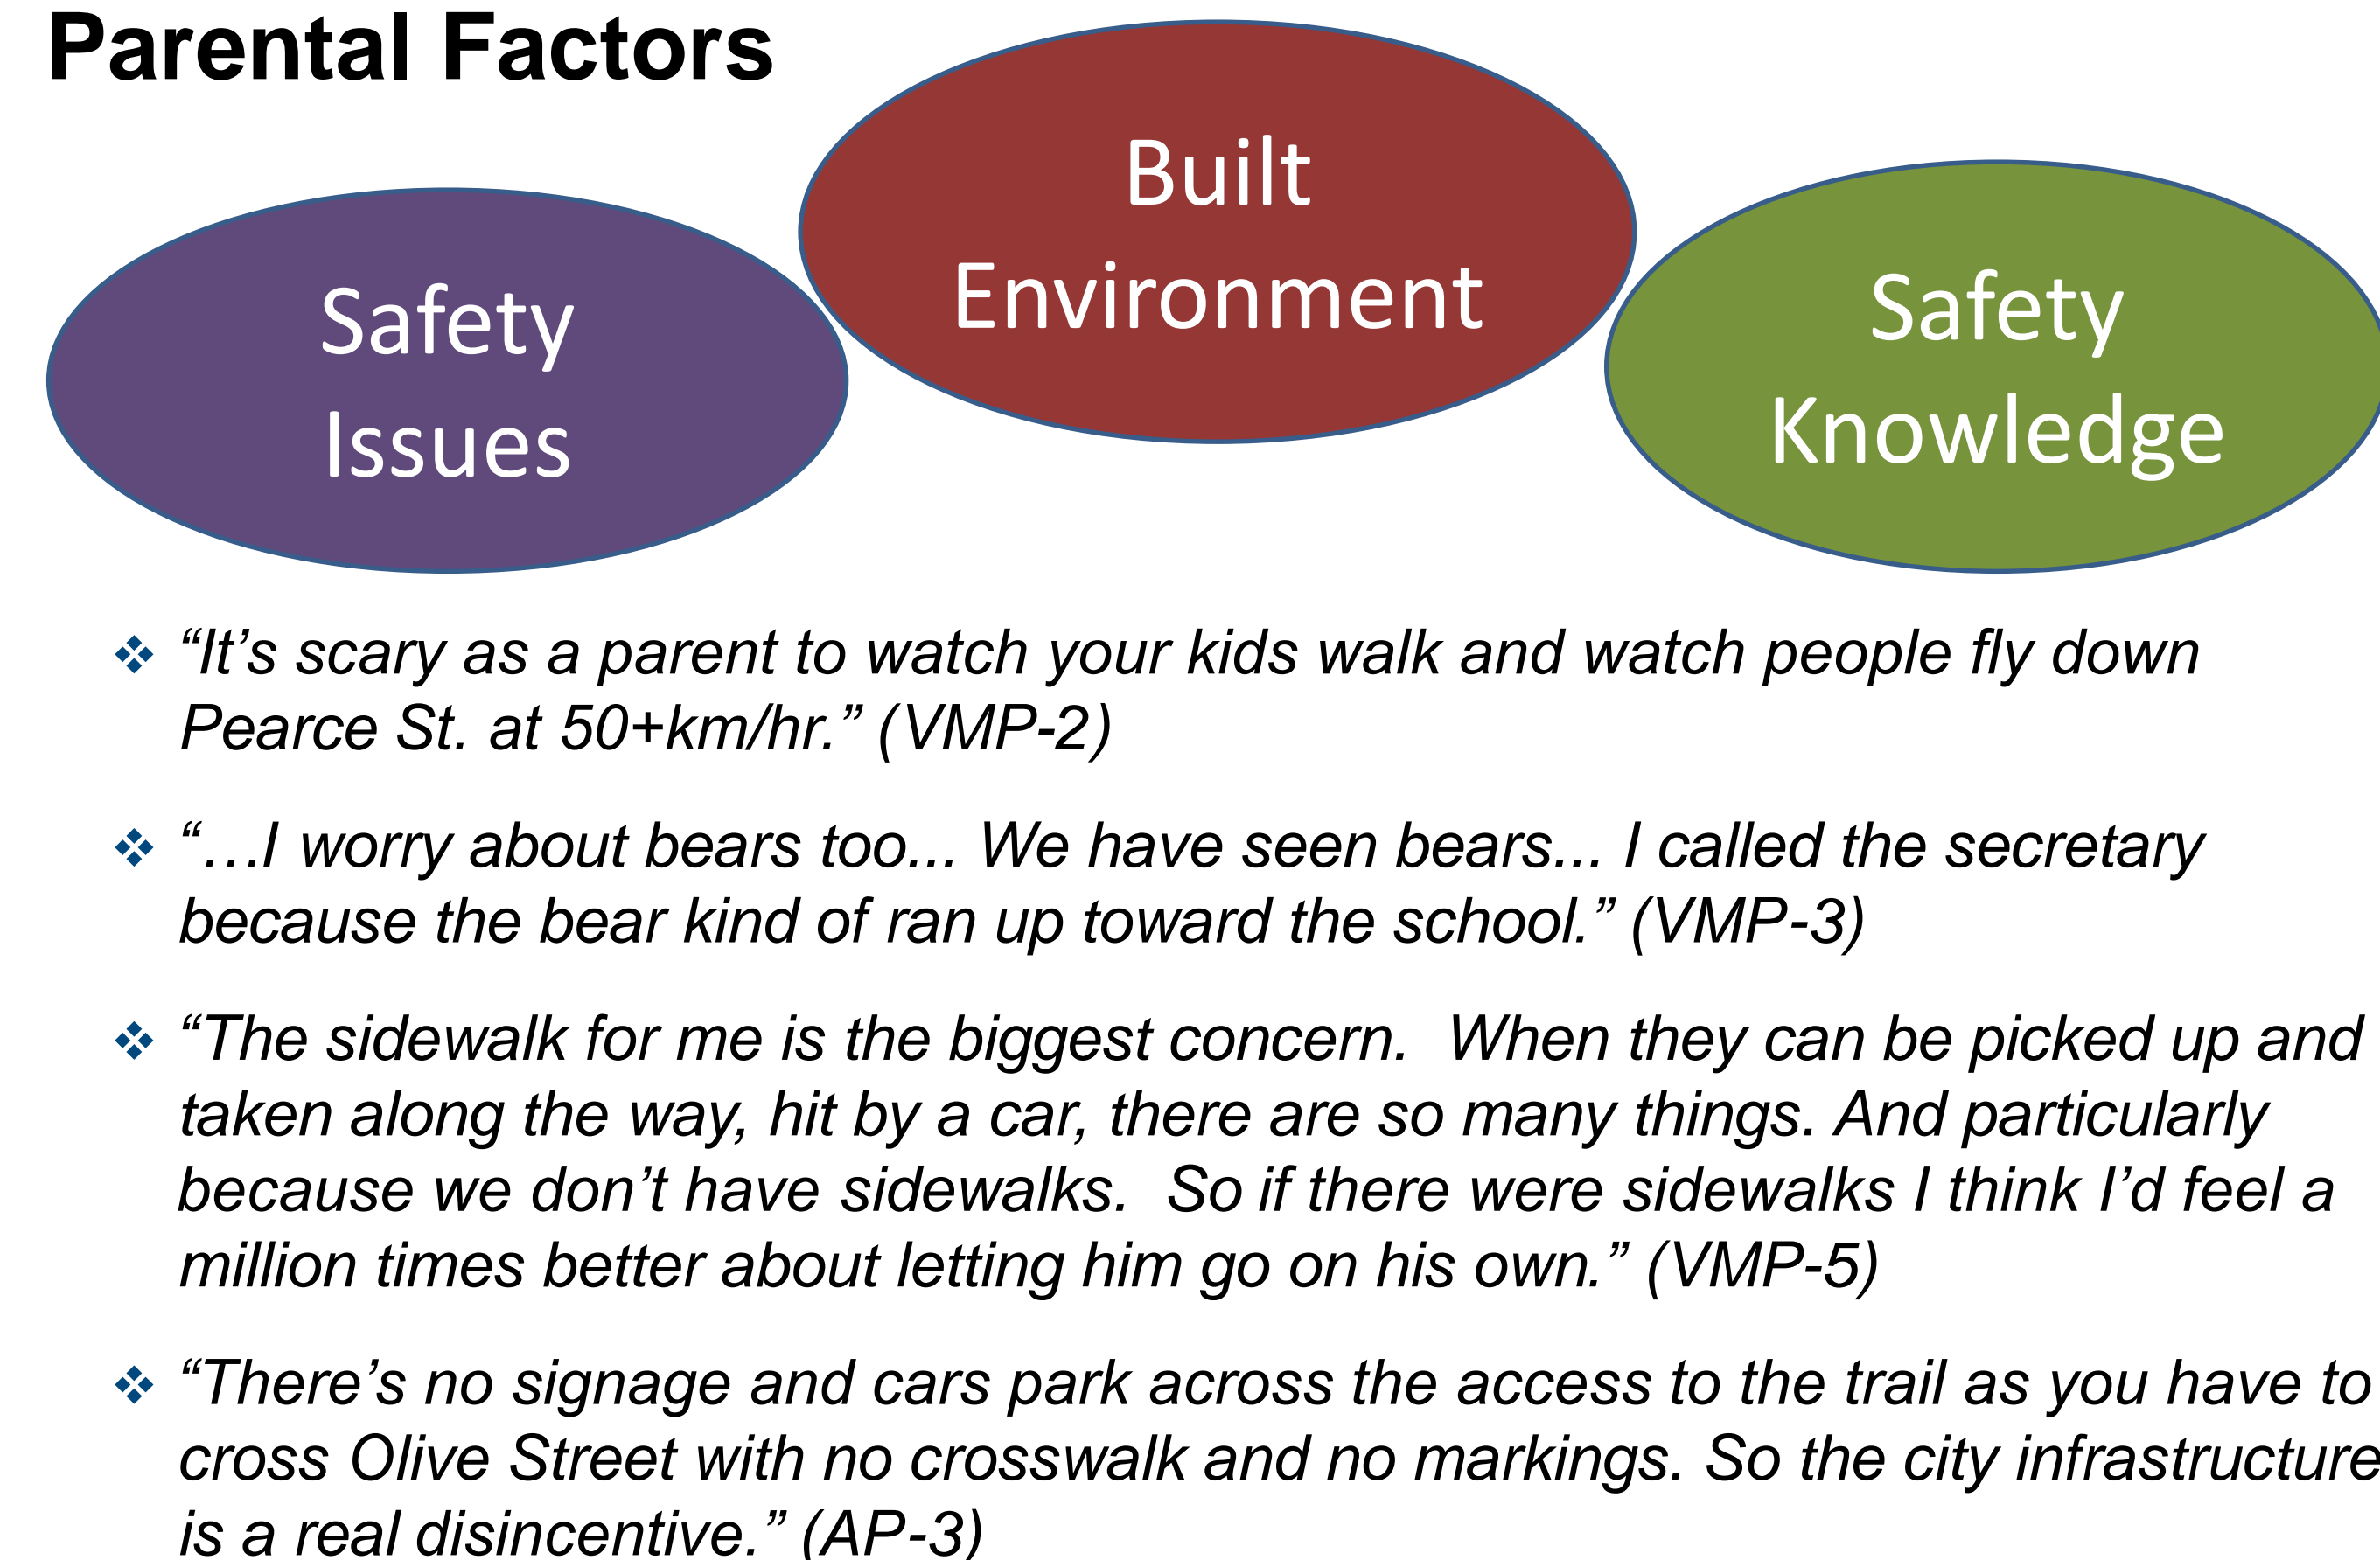 Parental Factors
Built
Environment
Safety
Issues
Safety
Knowledge
“It’s scary as a parent to watch your kids walk and watch people fly down
Pearce St. at 50+km/hr.” (VMP-2)
“…I worry about bears too... We have seen bears... I called the secretary
because the bear kind of ran up toward the school.” (VMP-3)
“The sidewalk for me is the biggest concern.  When they can be picked up and
taken along the way, hit by a car, there are so many things. And particularly
because we don’t have sidewalks.  So if there were sidewalks I think I’d feel a
million times better about letting him go on his own.” (VMP-5)
“There’s no signage and cars park across the access to the trail as you have to
cross Olive Street with no crosswalk and no markings. So the city infrastructure
is a real disincentive.” (AP-3)